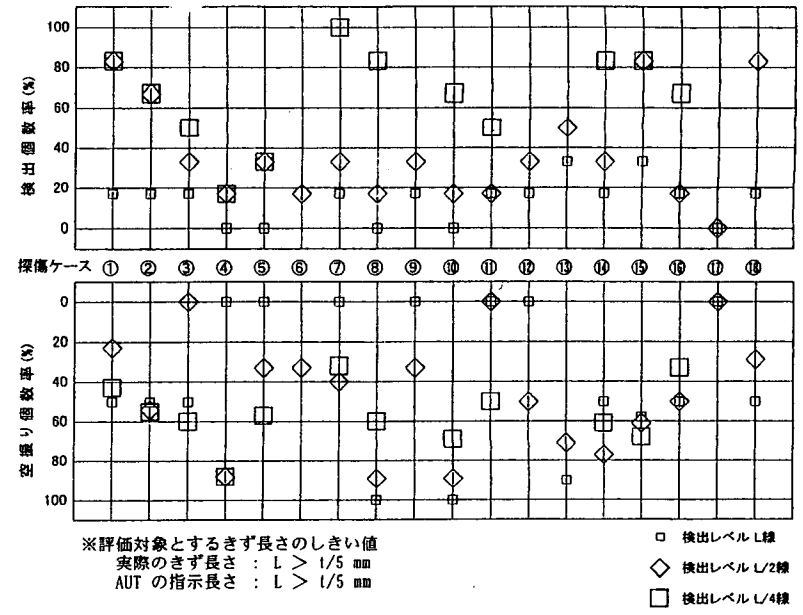 検出個数率(%)
100
80
60
40
20
0
探傷ケース ① ② ③ ④ ⑤ ⑥ ⑦ ⑧ ⑨ ⑩ ⑪ ⑫ ⑬ ⑭ ⑮ ⑯ ⑰ ⑱
空振り個数率(%)
0
20
40
60
80
100
※評価対象とするきず長さのしきい値
実際のきず長さ : L > t/5 mm
AUT の指示長さ : L > t/5 mm
検出レベル L線
検出レベル L/2線
検出レベル L/4線